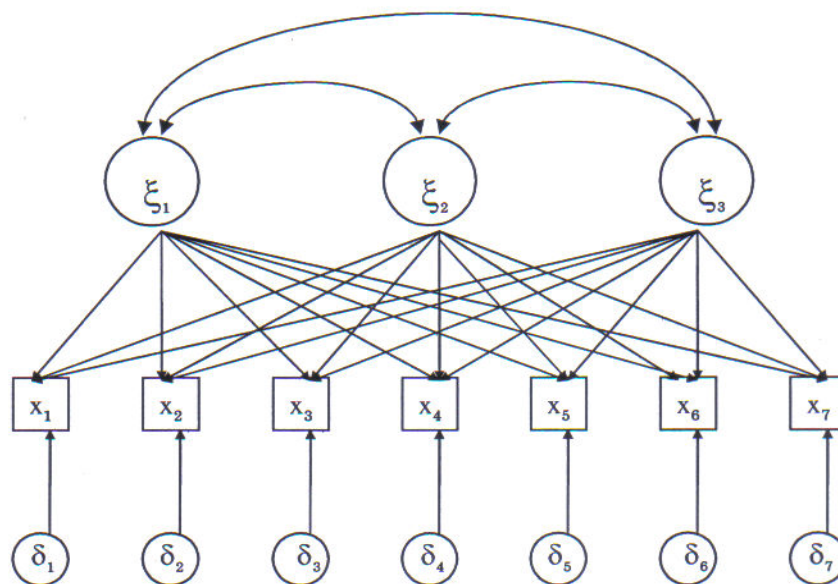 ξ₁ ξ₂ ξ₃
x₁ x₂ x₃ x₄ x₅ x₆ x₇
δ₁ δ₂ δ₃ δ₄ δ₅ δ₆ δ₇